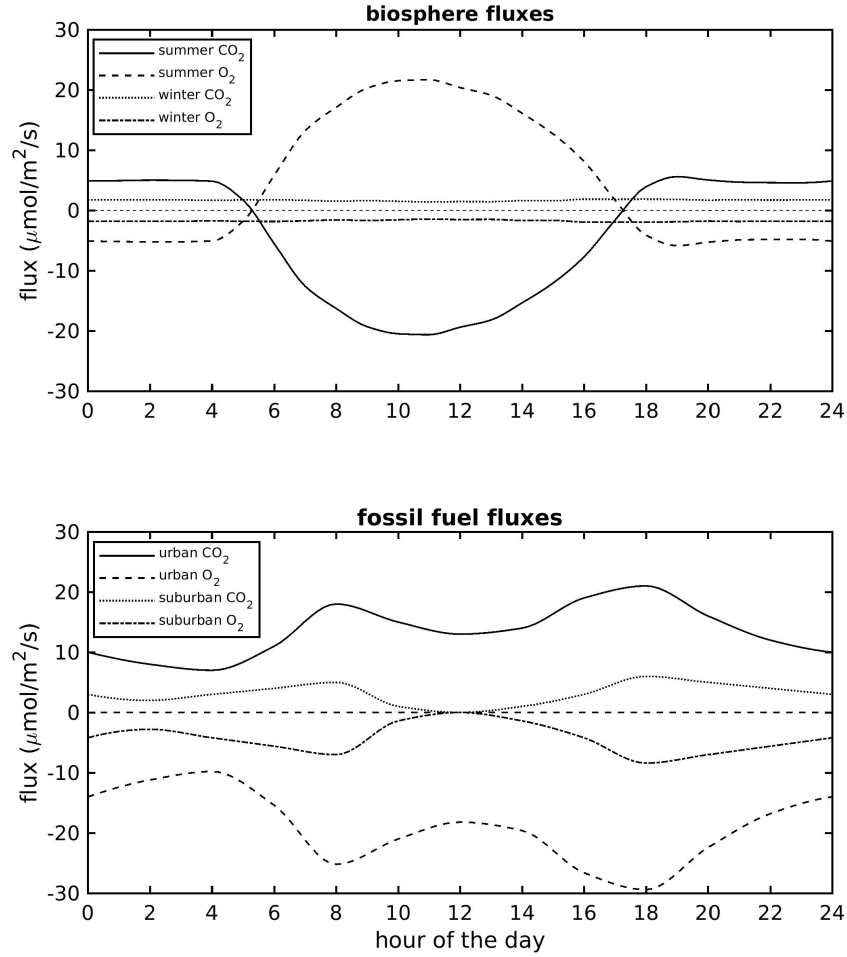 biosphere fluxes
30
20
10
0
-10
-20
-30
flux (μmol/m²/s)
summer CO₂
summer O₂
winter CO₂
winter O₂
0 2 4 6 8 10 12 14 16 18 20 22 24
fossil fuel fluxes
30
20
10
0
-10
-20
-30
flux (μmol/m²/s)
urban CO₂
urban O₂
suburban CO₂
suburban O₂
0 2 4 6 8 10 12 14 16 18 20 22 24
hour of the day